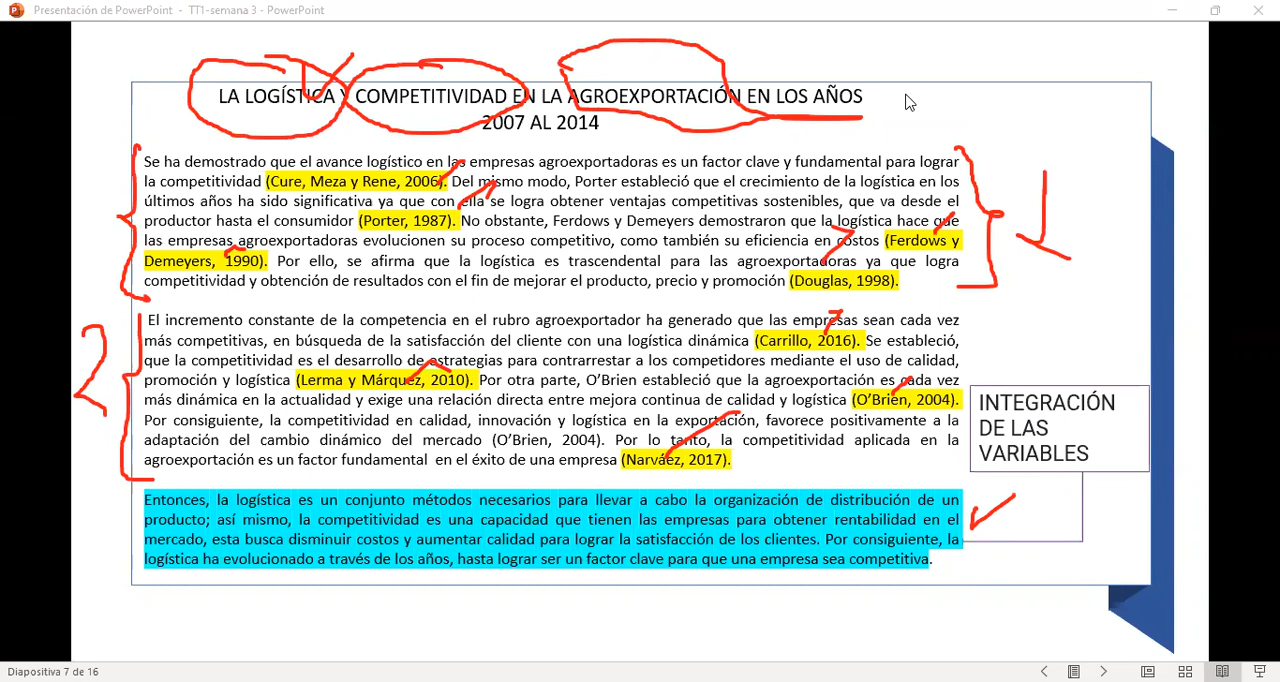 Presentación de PowerPoint - TT1-semana 3 - PowerPoint
LA LOGÍSTICA Y COMPETITIVIDAD EN LA AGROEXPORTACIÓN EN LOS AÑOS
2007 AL 2014
1
Se ha demostrado que el avance logístico en las empresas agroexportadoras es un factor clave y fundamental para lograr
la competitividad (Cure, Meza y Rene, 2006). Del mismo modo, Porter estableció que el crecimiento de la logística en los
últimos años ha sido significativa ya que con ella se logra obtener ventajas competitivas sostenibles, que va desde el
productor hasta el consumidor (Porter, 1987). No obstante, Ferdows y Demeyers demostraron que la logística hace que
las empresas agroexportadoras evolucionen su proceso competitivo, como también su eficiencia en costos (Ferdows y
Demeyers, 1990). Por ello, se afirma que la logística es trascendental para las agroexportadoras ya que logra
competitividad y obtención de resultados con el fin de mejorar el producto, precio y promoción (Douglas, 1998).
2
El incremento constante de la competencia en el rubro agroexportador ha generado que las empresas sean cada vez
más competitivas, en búsqueda de la satisfacción del cliente con una logística dinámica (Carrillo, 2016). Se estableció,
que la competitividad es el desarrollo de estrategias para contrarrestar a los competidores mediante el uso de calidad,
promoción y logística (Lerma y Márquez, 2010). Por otra parte, O’Brien estableció que la agroexportación es cada vez
más dinámica en la actualidad y exige una relación directa entre mejora continua de calidad y logística (O’Brien, 2004).
Por consiguiente, la competitividad en calidad, innovación y logística en la exportación, favorece positivamente a la
adaptación del cambio dinámico del mercado (O’Brien, 2004). Por lo tanto, la competitividad aplicada en la
agroexportación es un factor fundamental en el éxito de una empresa (Narváez, 2017).
INTEGRACIÓN
DE LAS
VARIABLES
Entonces, la logística es un conjunto métodos necesarios para llevar a cabo la organización de distribución de un
producto; así mismo, la competitividad es una capacidad que tienen las empresas para obtener rentabilidad en el
mercado, esta busca disminuir costos y aumentar calidad para lograr la satisfacción de los clientes. Por consiguiente, la
logística ha evolucionado a través de los años, hasta lograr ser un factor clave para que una empresa sea competitiva.
Diapositiva 7 de 16